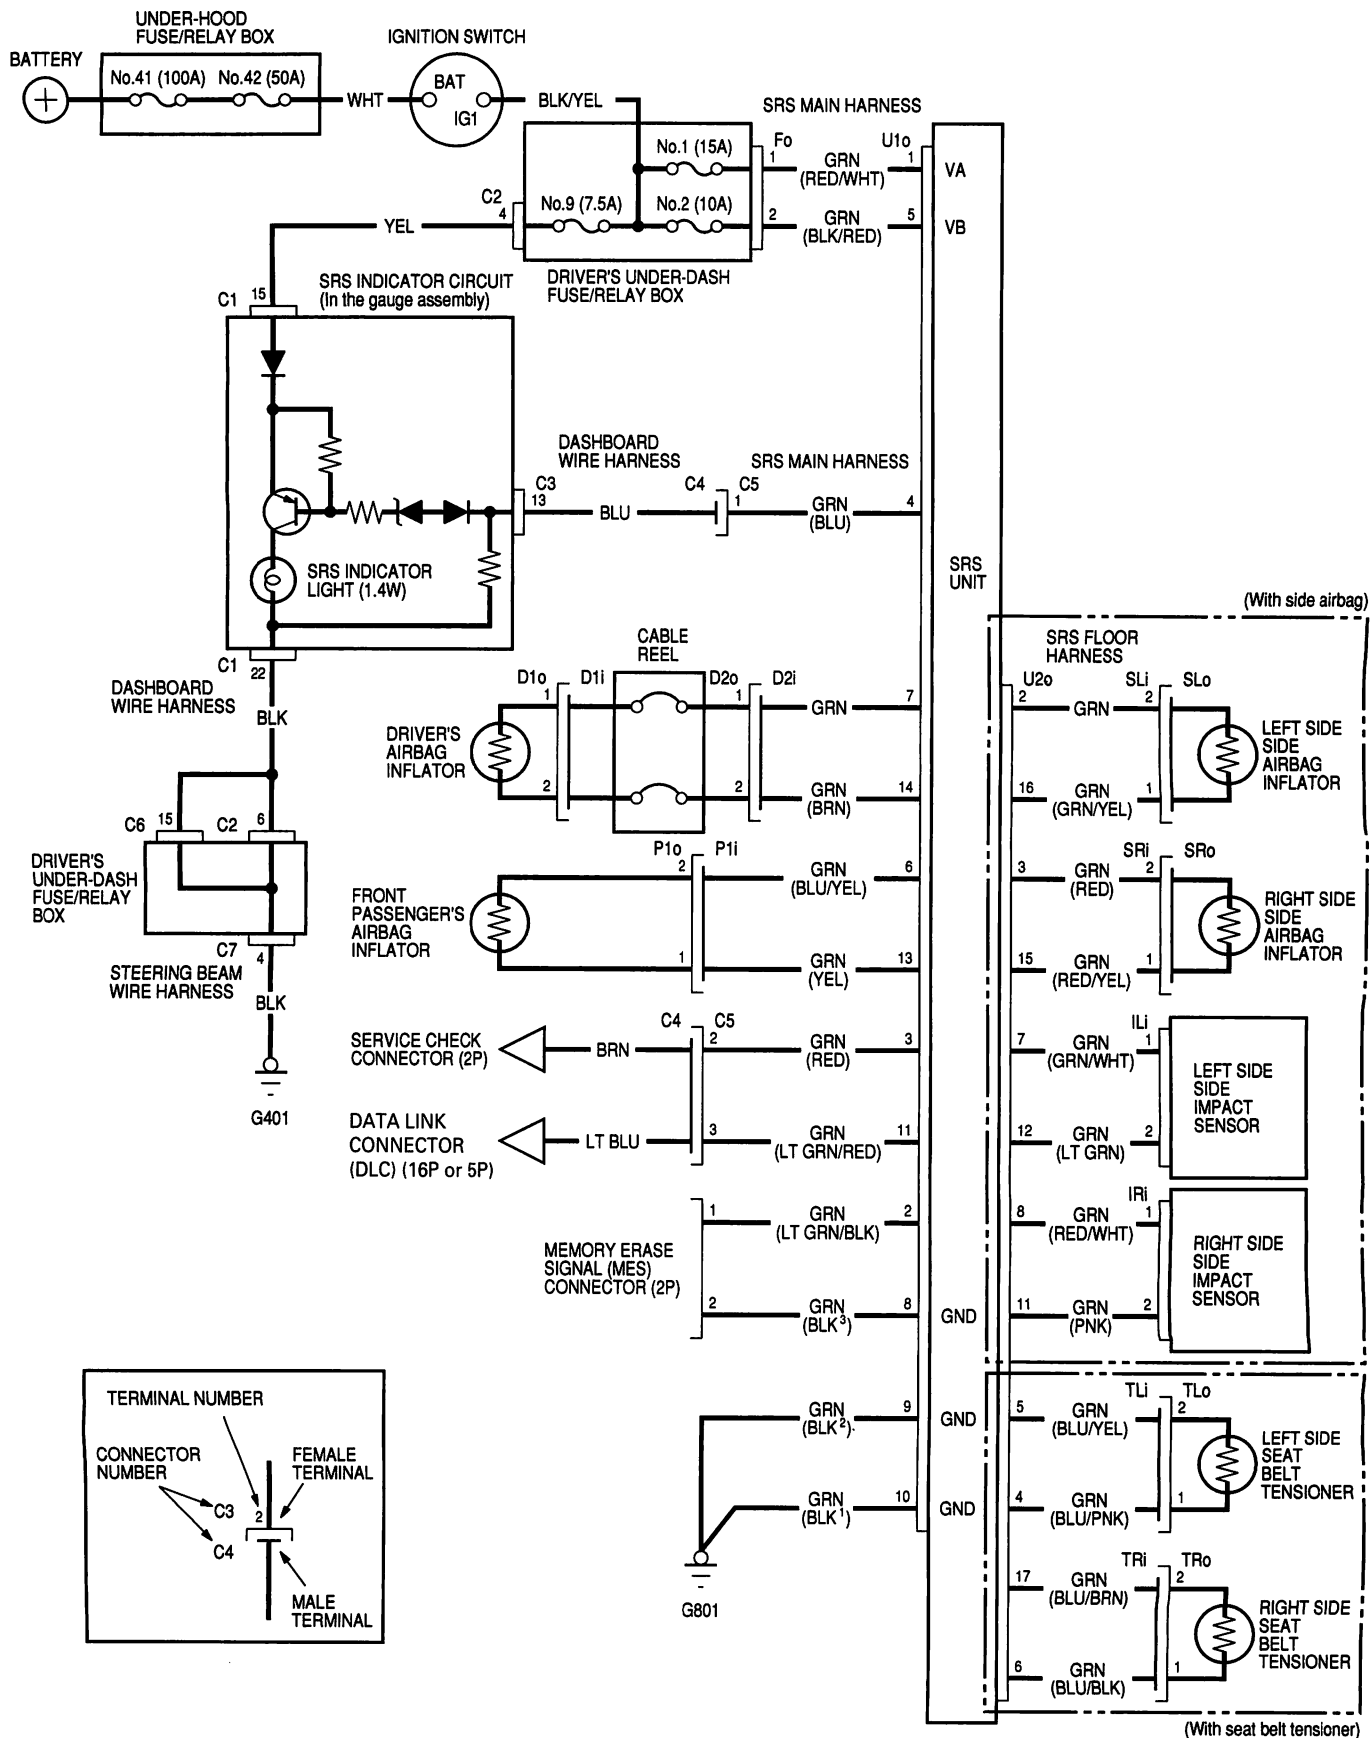 UNDER-HOOD
FUSE/RELAY BOX
BATTERY
No.41 (100A) No.42 (50A)
WHT
IGNITION SWITCH
BAT
IG1
BLK/YEL
No.1 (15A)
No.9 (7.5A)
No.2 (10A)
DRIVER'S UNDER-DASH
FUSE/RELAY BOX
SRS MAIN HARNESS
Fo
U1o
1
GRN
(RED/WHT)
1
VA
2
GRN
(BLK/RED)
5
VB
C2
4
YEL
SRS INDICATOR CIRCUIT
(In the gauge assembly)
C1
15
DASHBOARD
WIRE HARNESS
SRS MAIN HARNESS
C3
13
BLU
C4
C5
1
GRN
(BLU)
4
SRS INDICATOR
LIGHT (1.4W)
SRS
UNIT
C1
22
DASHBOARD
WIRE HARNESS
BLK
C6
15
C2
6
DRIVER'S
UNDER-DASH
FUSE/RELAY
BOX
C7
4
STEERING BEAM
WIRE HARNESS
BLK
G401
CABLE
REEL
D1o
D1i
D2o
D2i
1
1
GRN
7
DRIVER'S
AIRBAG
INFLATOR
2
2
GRN
(BRN)
14
P1o
P1i
2
GRN
(BLU/YEL)
6
FRONT
PASSENGER'S
AIRBAG
INFLATOR
1
GRN
(YEL)
13
C4
C5
SERVICE CHECK
CONNECTOR (2P)
BRN
2
GRN
(RED)
3
DATA LINK
CONNECTOR
(DLC) (16P or 5P)
LT BLU
3
GRN
(LT GRN/RED)
11
MEMORY ERASE
SIGNAL (MES)
CONNECTOR (2P)
1
GRN
(LT GRN/BLK)
2
2
GRN
(BLK³)
8
GND
GRN
(BLK²)
9
GND
GRN
(BLK¹)
10
GND
G801
(With side airbag)
SRS FLOOR
HARNESS
U2o
SLi
SLo
2
GRN
2
LEFT SIDE
SIDE
AIRBAG
INFLATOR
16
GRN
(GRN/YEL)
1
SRi
SRo
3
GRN
(RED)
2
RIGHT SIDE
SIDE
AIRBAG
INFLATOR
15
GRN
(RED/YEL)
1
ILi
7
GRN
(GRN/WHT)
1
LEFT SIDE
SIDE
IMPACT
SENSOR
12
GRN
(LT GRN)
2
IRi
8
GRN
(RED/WHT)
1
RIGHT SIDE
SIDE
IMPACT
SENSOR
11
GRN
(PNK)
2
TLi
TLo
5
GRN
(BLU/YEL)
2
LEFT SIDE
SEAT
BELT
TENSIONER
4
GRN
(BLU/PNK)
1
TRi
TRo
17
GRN
(BLU/BRN)
2
RIGHT SIDE
SEAT
BELT
TENSIONER
6
GRN
(BLU/BLK)
1
(With seat belt tensioner)
TERMINAL NUMBER
CONNECTOR
NUMBER
FEMALE
TERMINAL
C3
2
C4
MALE
TERMINAL